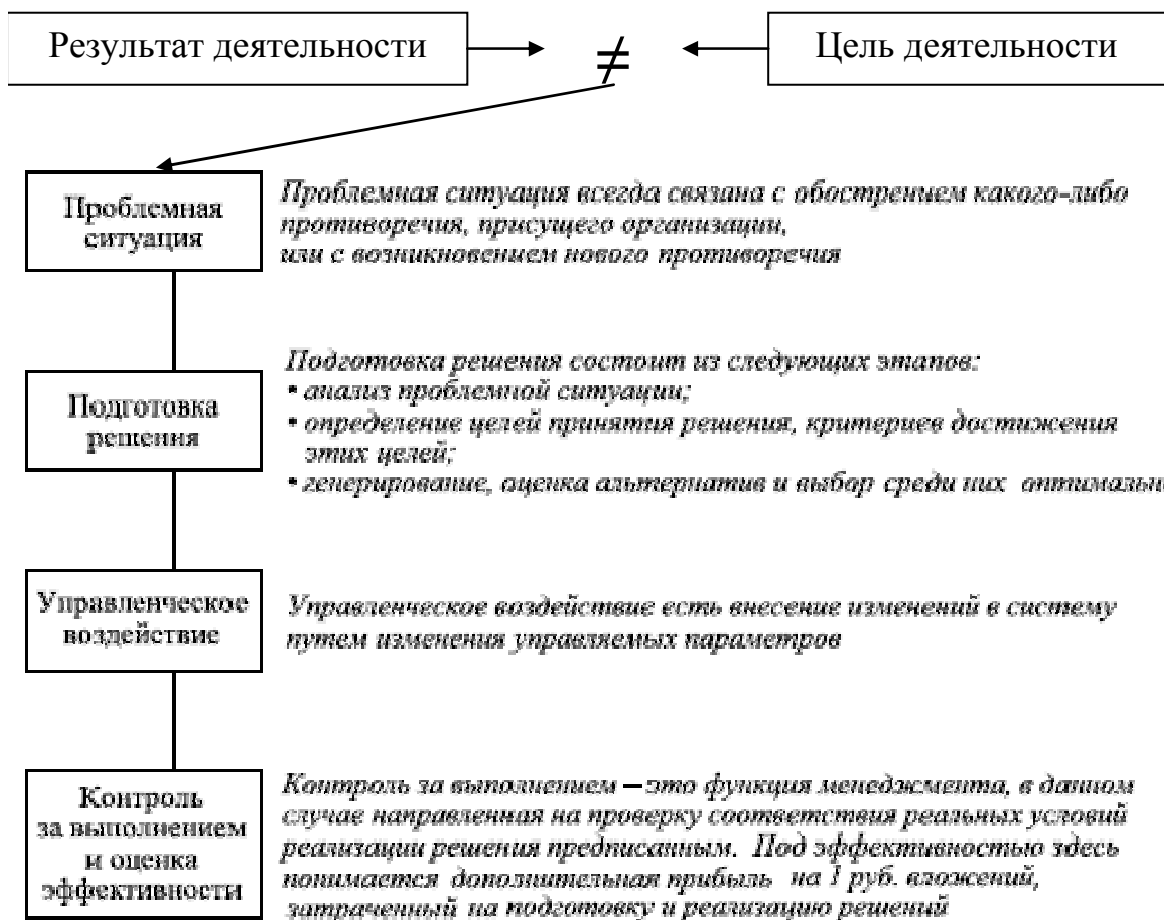 Результат деятельности
≠
Цель деятельности
Проблемная
ситуация
Проблемная ситуация всегда связана с обострением какого-либо
противоречия, присущего организации,
или с возникновением нового противоречия
Подготовка
решения
Подготовка решения состоит из следующих этапов:
• анализ проблемной ситуации;
• определение целей принятия решения, критериев достижения
этих целей;
• генерирование, оценка альтернатив и выбор среди них оптимально
Управленческое
воздействие
Управленческое воздействие есть внесение изменений в систему
путем изменения управляемых параметров
Контроль
за выполнением
и оценка
эффективности
Контроль за выполнением – это функция менеджмента, в данном
случае направленная на проверку соответствия реальных условий
реализации решения предписанным. Под эффективностью здесь
понимается дополнительная прибыль на 1 руб. вложений,
затраченный на подготовку и реализацию решений